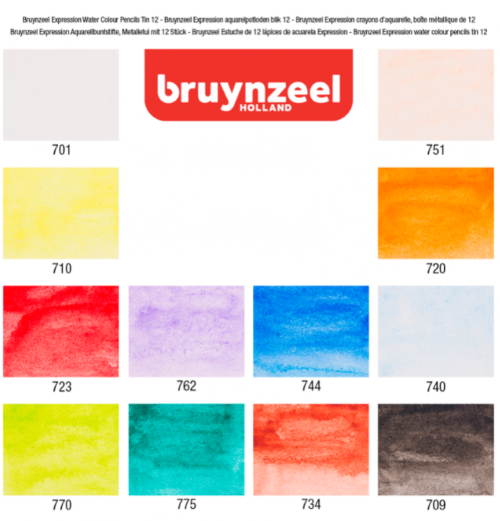 Bruynzeel Expression Water Colour Pencils Tin 12 - Bruynzeel Expression aquarelpotloden blik 12 - Bruynzeel Expression crayons d'aquarelle, boîte métallique de 12
Bruynzeel Expression Aquarellbuntstifte, Metalletui mit 12 Stück - Bruynzeel Estuche de 12 lápices de acuarela Expression - Bruynzeel Expression water colour pencils tin 12
bruynzeel
HOLLAND
701 751
710 720
723 762 744 740
770 775 734 709